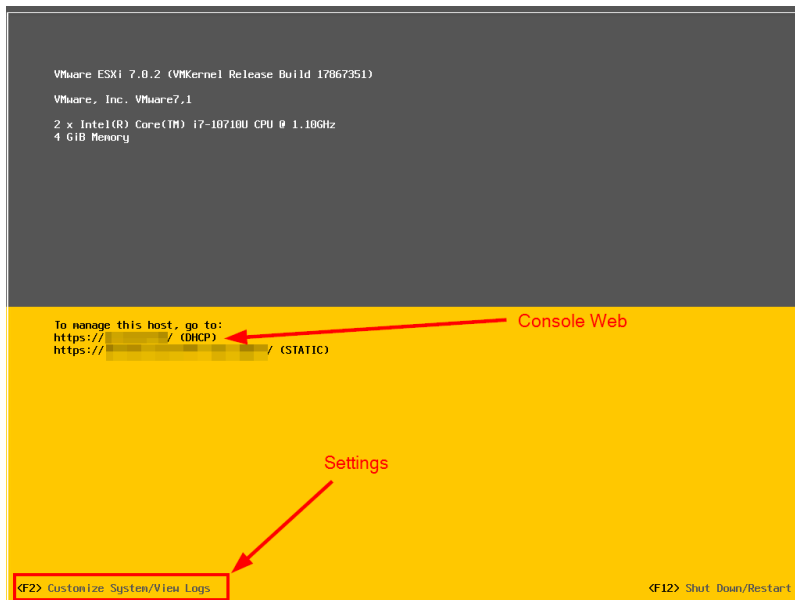 VMware ESXi 7.0.2 (VMKernel Release Build 17867351)
VMware, Inc. VMware7,1
2 x Intel(R) Core(TM) i7-10710U CPU @ 1.10GHz
4 GiB Memory
To manage this host, go to:
Console Web
https:// / (DHCP)
https:// / (STATIC)
Settings
<F2> Customize System/View Logs
<F12> Shut Down/Restart